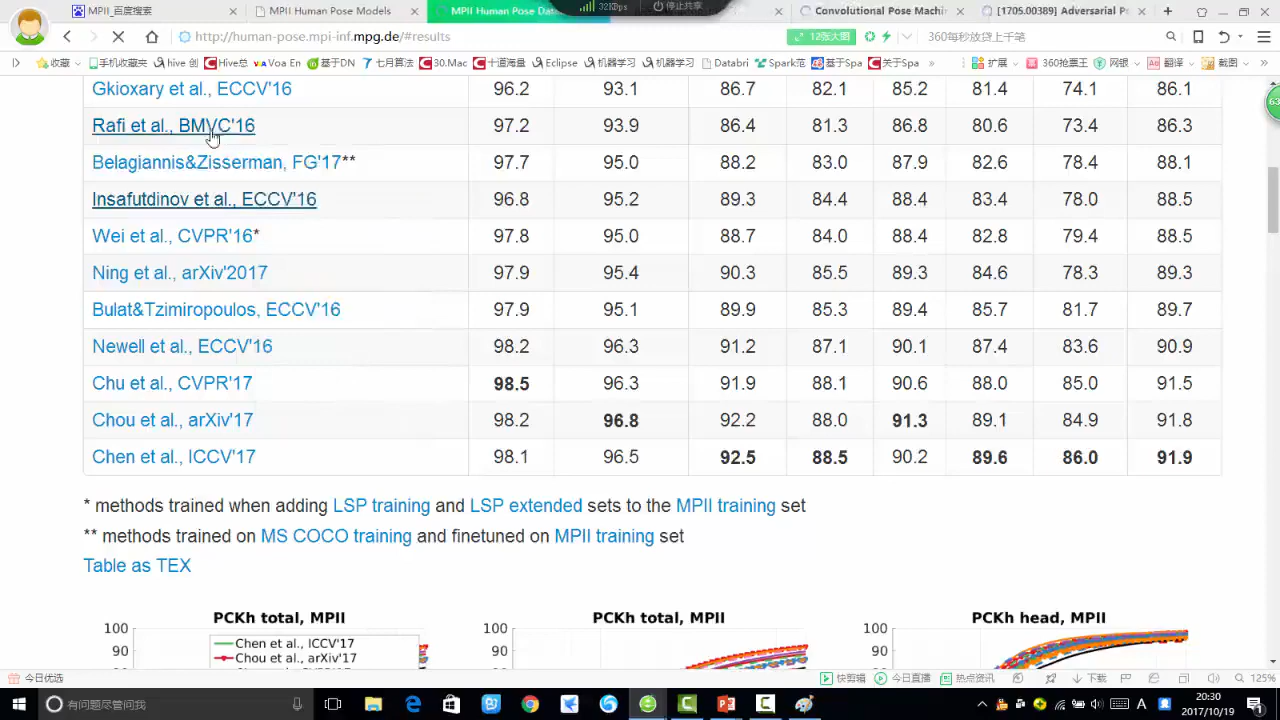 MPII_百度搜索
MPII Human Pose Models
MPII Human Pose Dat
32KB/s
停止共享
Convolutional Pose Machi
[1705.00389] Adversarial P
http://human-pose.mpi-inf.mpg.de/#results
12张大图
360年秒放贷上千笔
收藏
手机收藏夹
hive 创
Hive总
Voa En
基于DN
七月算法
30.Mac
十道海量
Eclipse
机器学习
机器学习
Databri
Spark范
基于Spa
关于Spa
»
扩展
360抢票王
网银
翻译
截图
»
Gkioxary et al., ECCV'16 96.2 93.1 86.7 82.1 85.2 81.4 74.1 86.1
Rafi et al., BMVC'16 97.2 93.9 86.4 81.3 86.8 80.6 73.4 86.3
Belagiannis&Zisserman, FG'17** 97.7 95.0 88.2 83.0 87.9 82.6 78.4 88.1
Insafutdinov et al., ECCV'16 96.8 95.2 89.3 84.4 88.4 83.4 78.0 88.5
Wei et al., CVPR'16* 97.8 95.0 88.7 84.0 88.4 82.8 79.4 88.5
Ning et al., arXiv'2017 97.9 95.4 90.3 85.5 89.3 84.6 78.3 89.3
Bulat&Tzimiropoulos, ECCV'16 97.9 95.1 89.9 85.3 89.4 85.7 81.7 89.7
Newell et al., ECCV'16 98.2 96.3 91.2 87.1 90.1 87.4 83.6 90.9
Chu et al., CVPR'17 98.5 96.3 91.9 88.1 90.6 88.0 85.0 91.5
Chou et al., arXiv'17 98.2 96.8 92.2 88.0 91.3 89.1 84.9 91.8
Chen et al., ICCV'17 98.1 96.5 92.5 88.5 90.2 89.6 86.0 91.9
* methods trained when adding LSP training and LSP extended sets to the MPII training set
** methods trained on MS COCO training and finetuned on MPII training set
Table as TEX
PCKh total, MPII
100
90
Chen et al., ICCV'17
Chou et al., arXiv'17
PCKh total, MPII
100
90
PCKh head, MPII
100
90
63
今日优选
快剪辑
今日直播
热点资讯
下载
125%
有问题尽管问我
A
20:30
2017/10/19